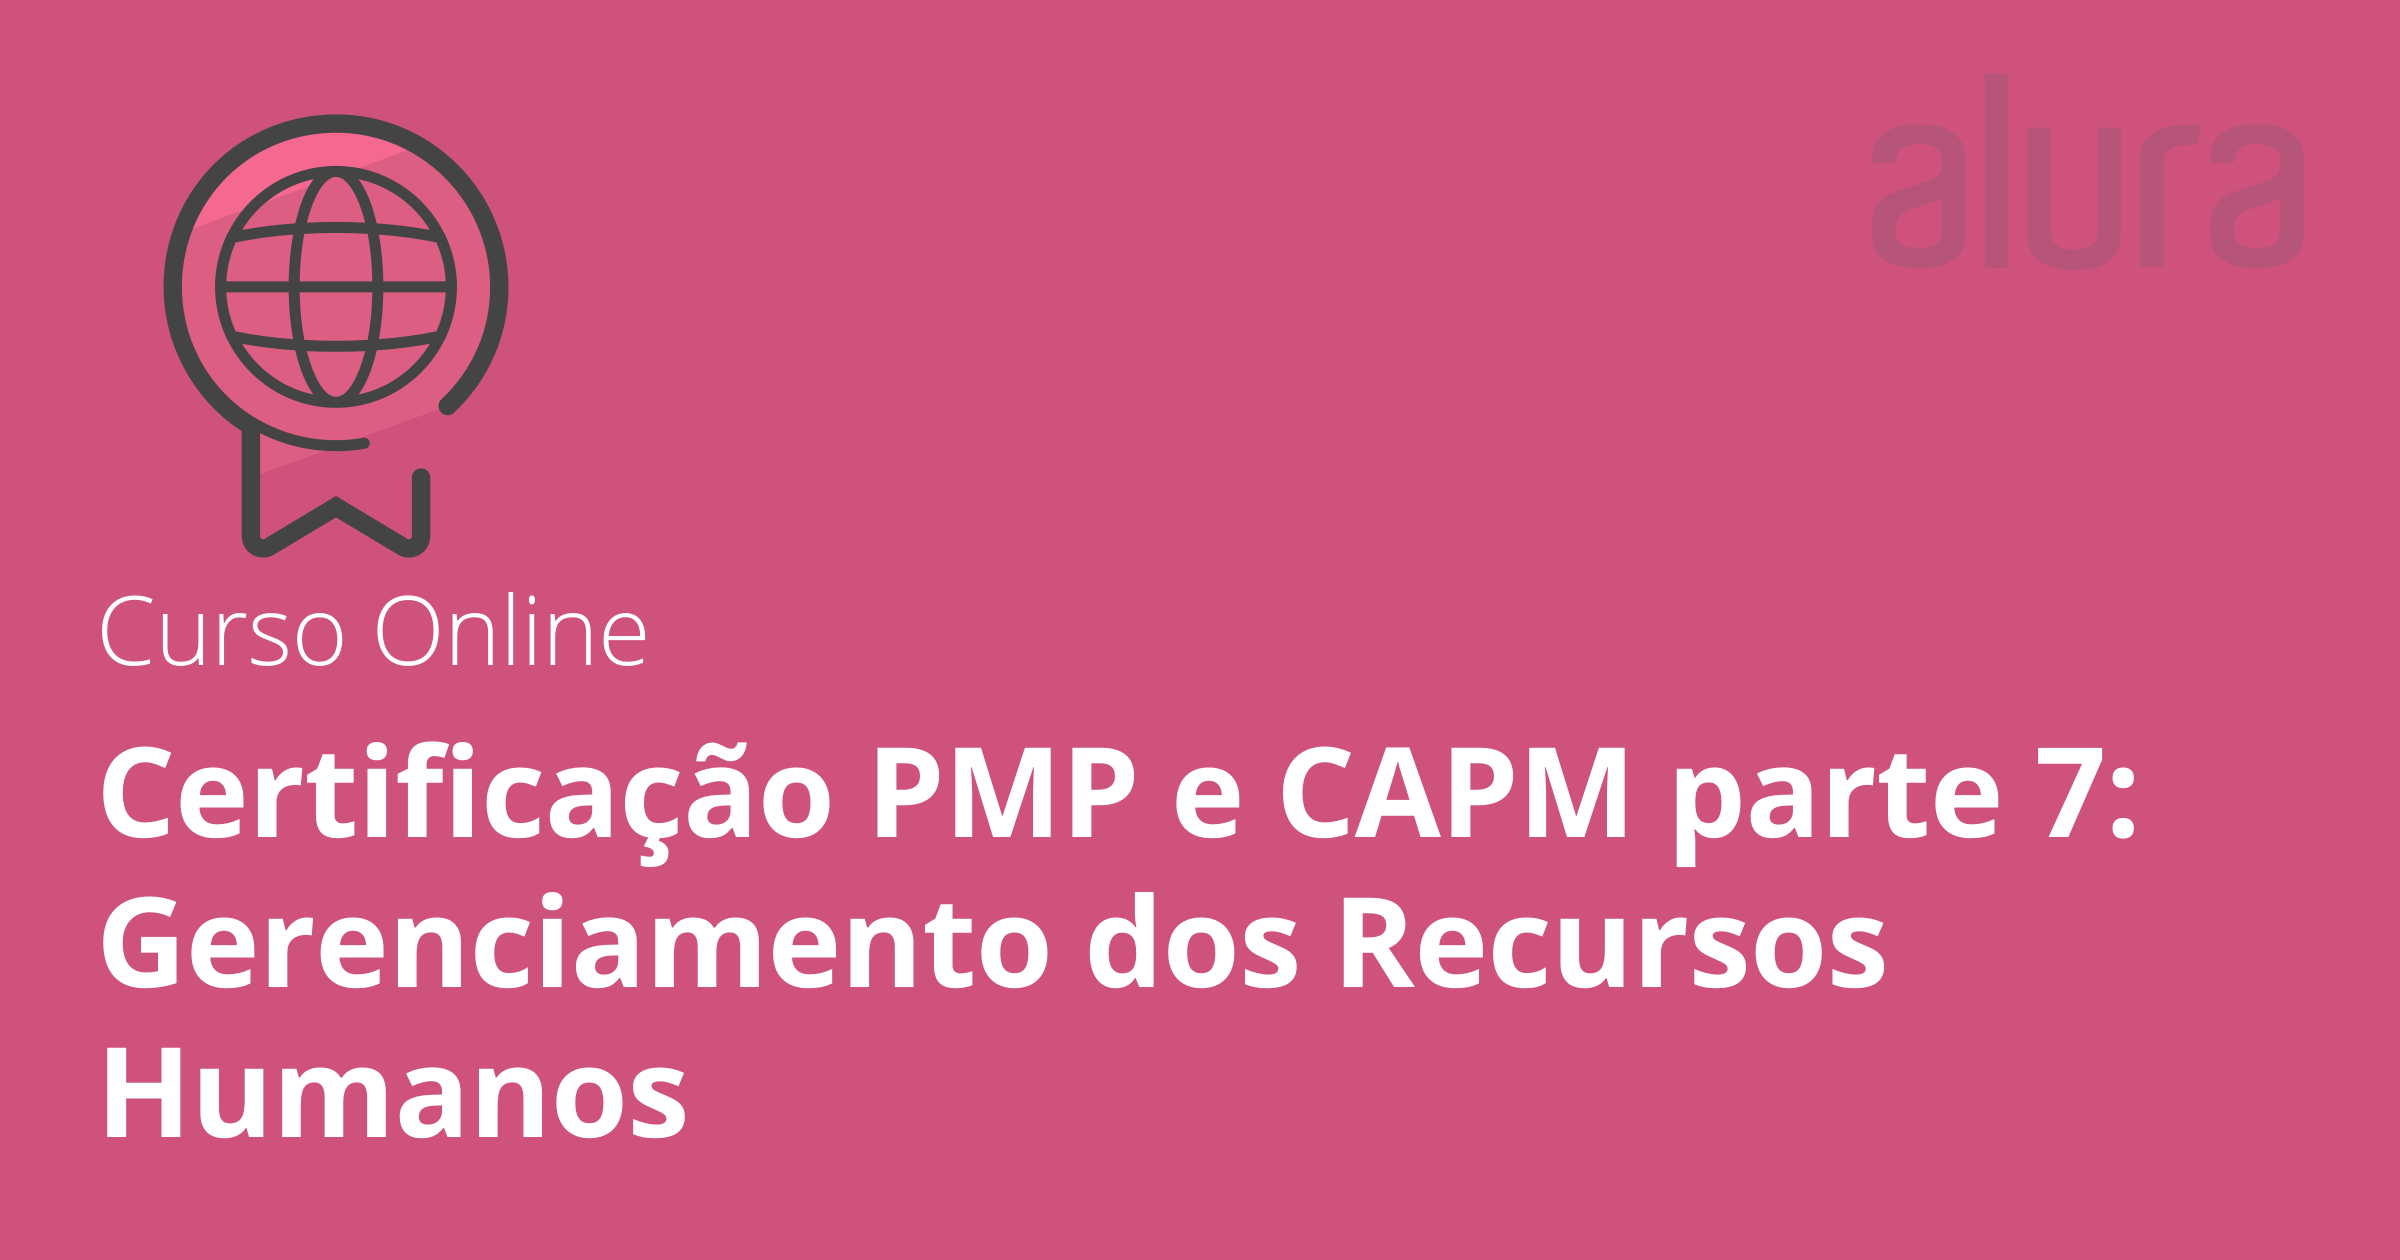 alura
Curso Online
Certificação PMP e CAPM parte 7:
Gerenciamento dos Recursos
Humanos